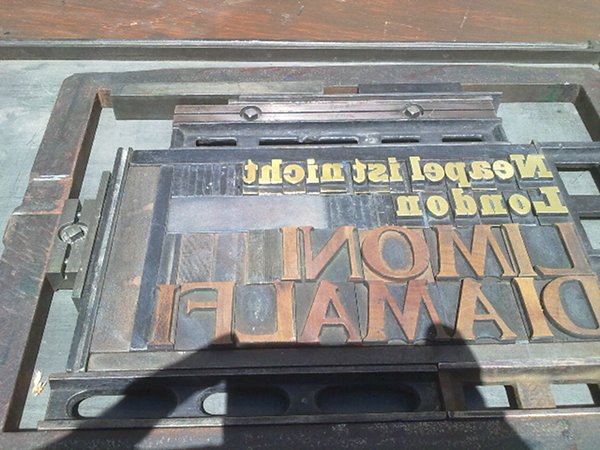 Neapel ist nicht
London
LIMONI
DIAMALFI